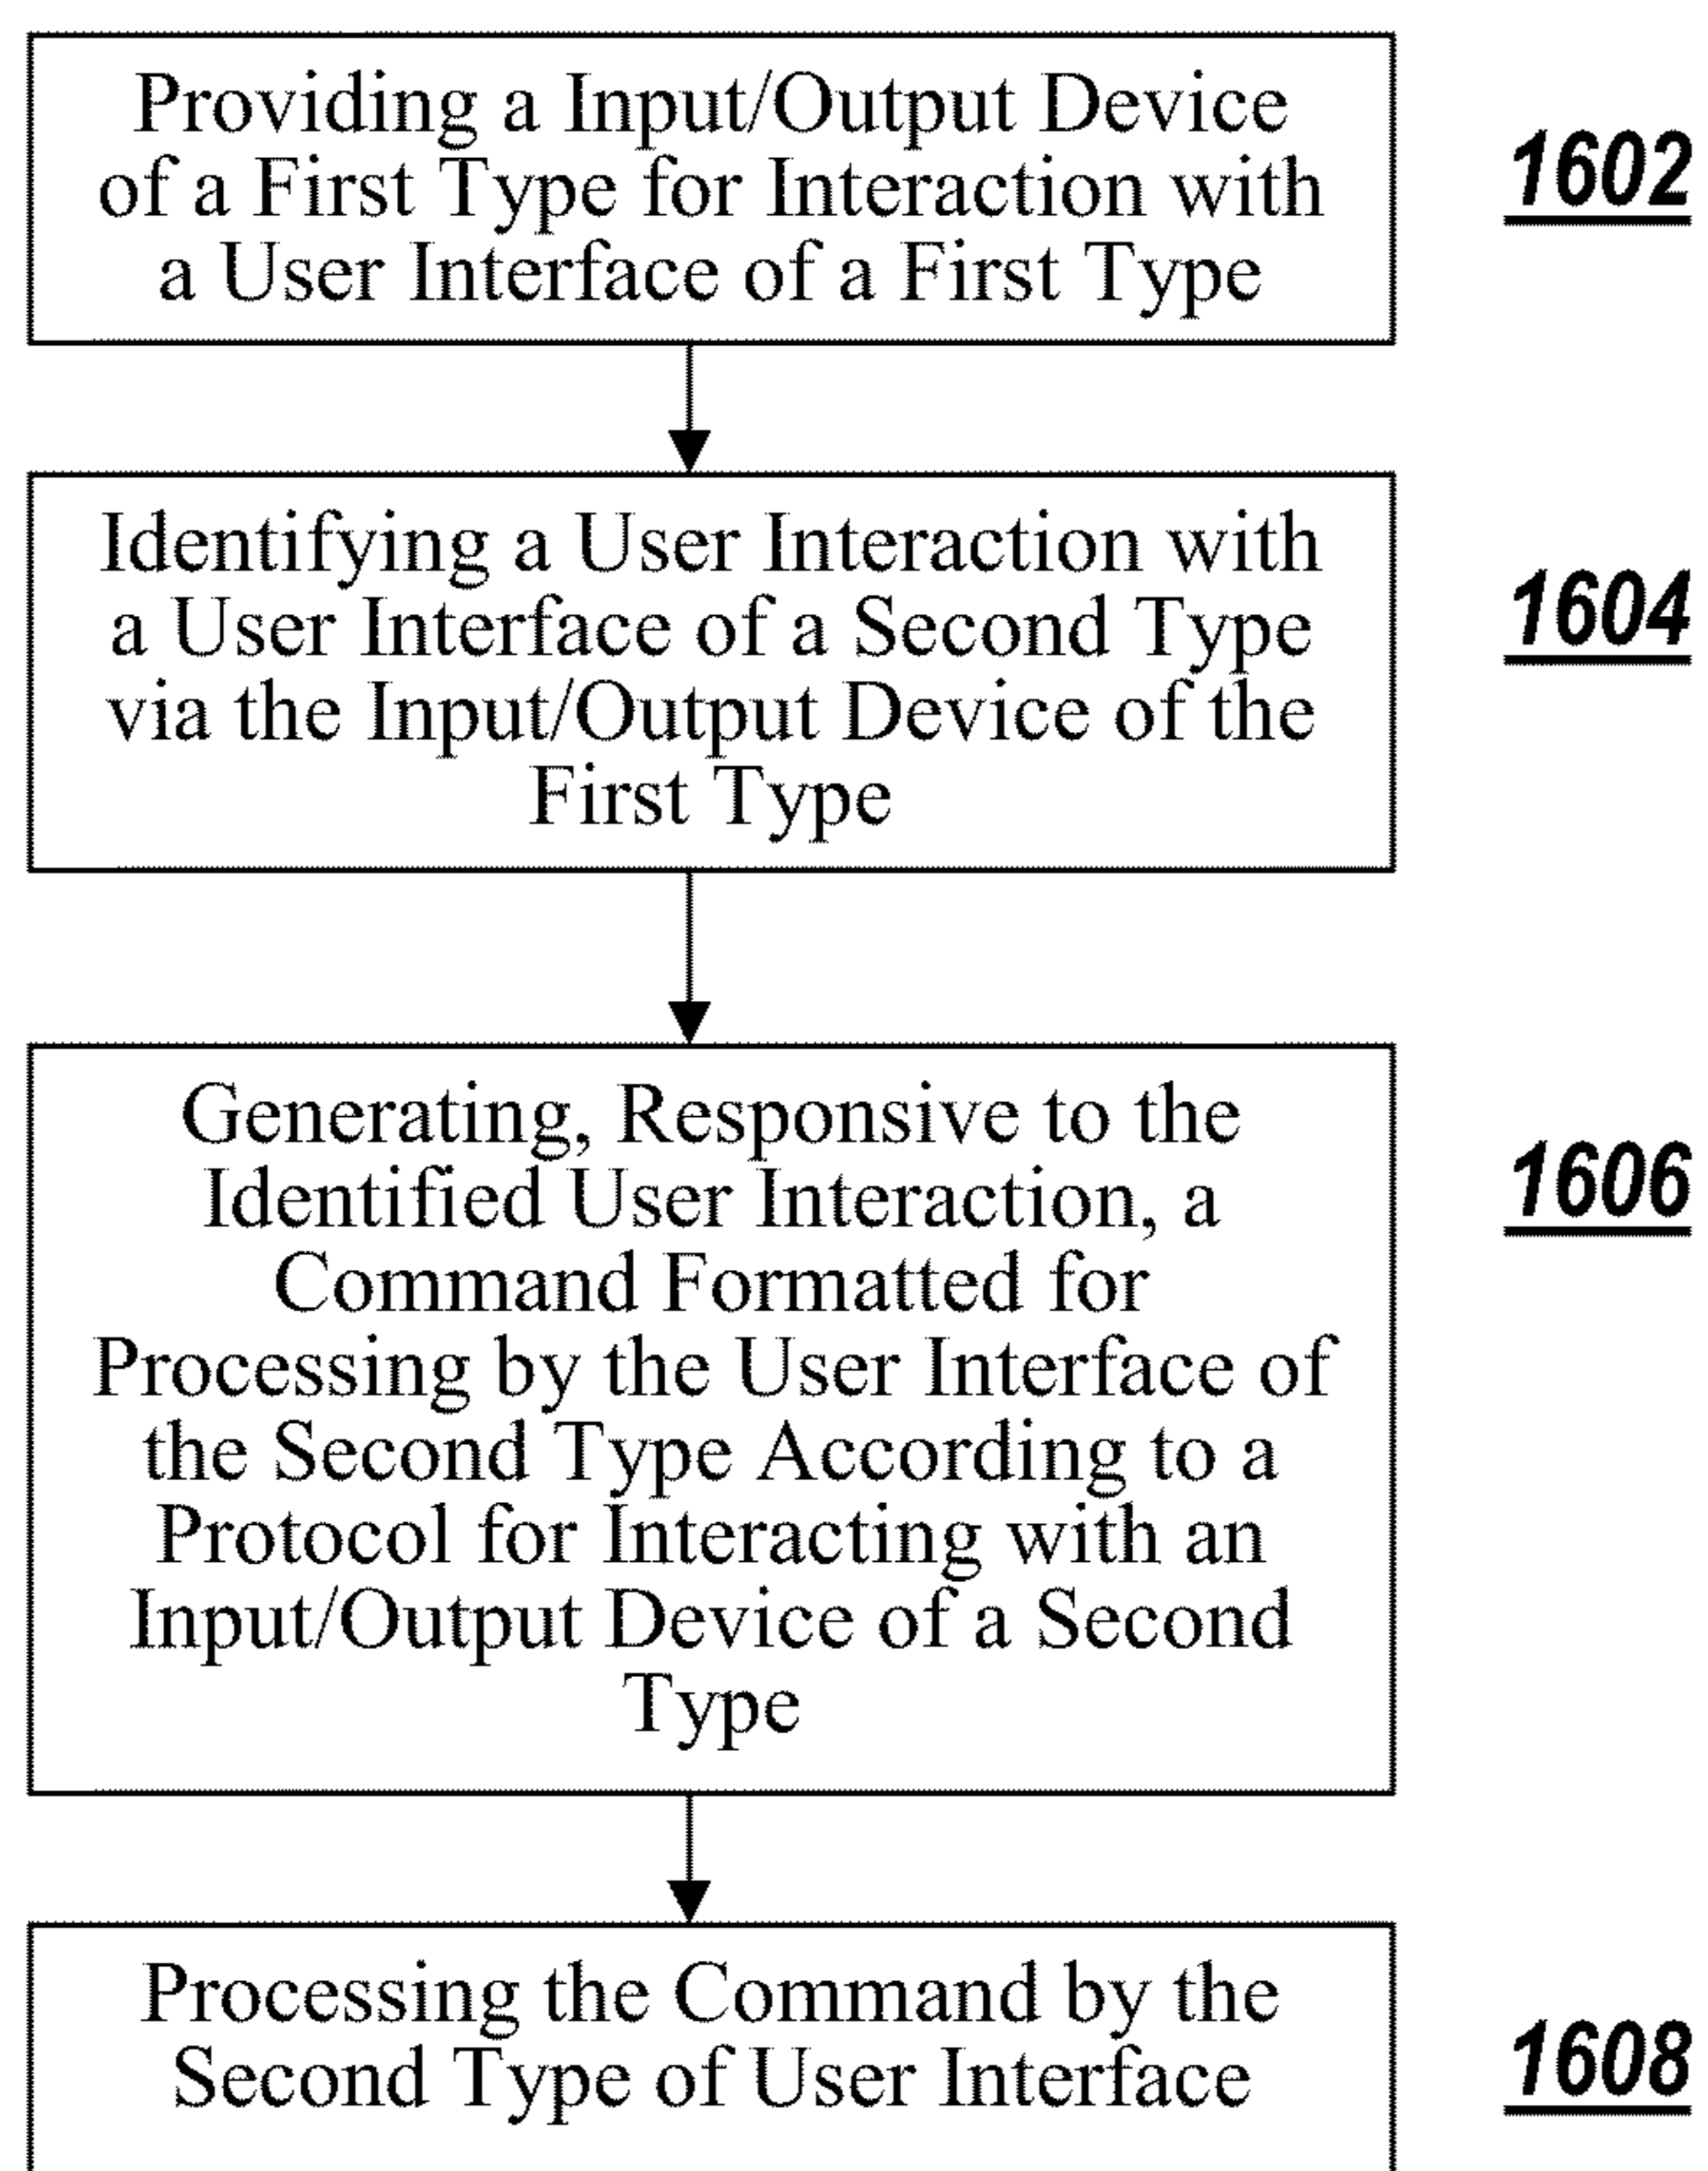 Providing a Input/Output Device
of a First Type for Interaction with
a User Interface of a First Type
1602
Identifying a User Interaction with
a User Interface of a Second Type
via the Input/Output Device of the
First Type
1604
Generating, Responsive to the
Identified User Interaction, a
Command Formatted for
Processing by the User Interface of
the Second Type According to a
Protocol for Interacting with an
Input/Output Device of a Second
Type
1606
Processing the Command by the
Second Type of User Interface
1608